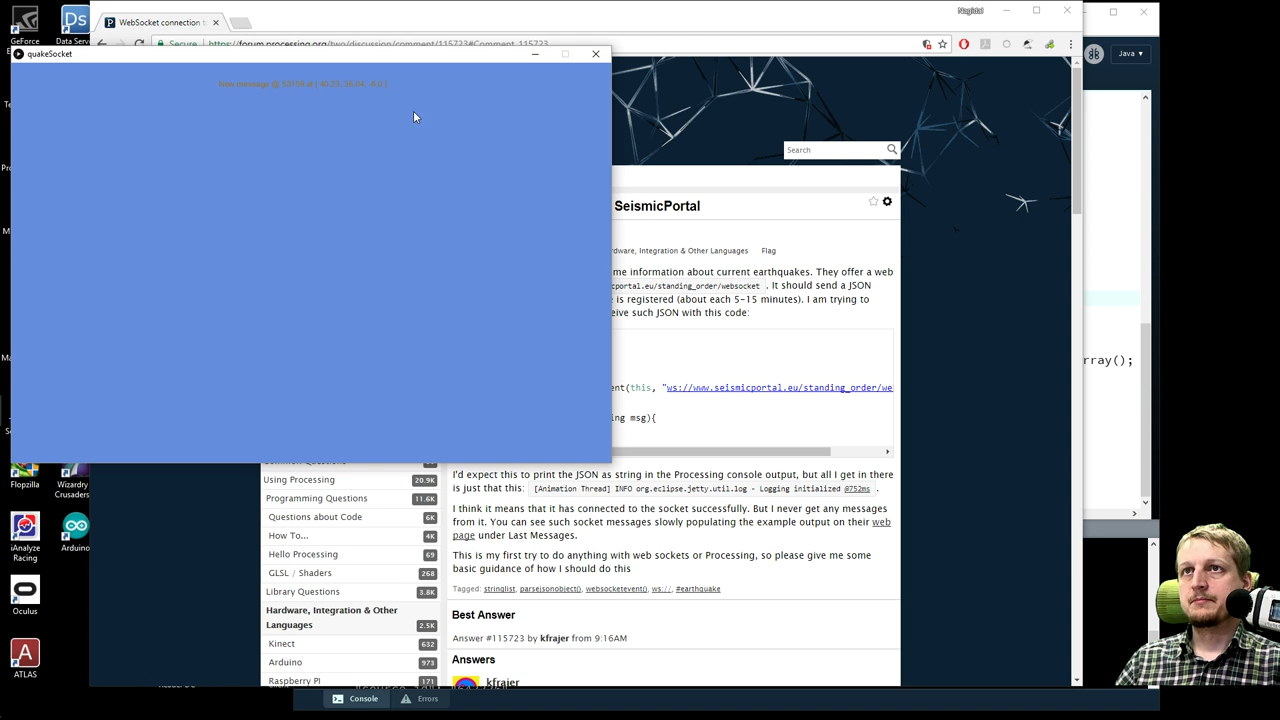 GeForce
Data Serv
WebSocket connection t
Nagidal
Secure
https://forum.processing.org/two/discussion/comment/115723#Comment_115723
quakeSocket
Java ▾
Search
SeismicPortal
rdware, Integration & Other Languages Flag
me information about current earthquakes. They offer a web
cportal.eu/standing_order/websocket . It should send a JSON
e is registered (about each 5-15 minutes). I am trying to
eive such JSON with this code:
rray();
ent(this, "ws://www.seismicportal.eu/standing_order/we
ing msg){
Flopzilla
Wizardry Crusaders
iAnalyze Racing
Arduino
Oculus
ATLAS
Using Processing 20.9K
Programming Questions 11.6K
Questions about Code 6K
How To... 4K
Hello Processing 69
GLSL / Shaders 268
Library Questions 3.8K
Hardware, Integration & Other
Languages 2.5K
Kinect 632
Arduino 973
Raspberry PI 171
I'd expect this to print the JSON as string in the Processing console output, but all I get in there
is just that this: [Animation Thread] INFO org.eclipse.jetty.util.log - Logging initialized @752ms .
I think it means that it has connected to the socket successfully. But I never get any messages
from it. You can see such socket messages slowly populating the example output on their web
page under Last Messages.
This is my first try to do anything with web sockets or Processing, so please give me some
basic guidance of how I should do this
Tagged: stringlist, parsejsonobject(), websocketevent(), ws://, #earthquake
Best Answer
Answer #115723 by kfrajer from 9:16AM
Answers
kfrajer
Console
Errors